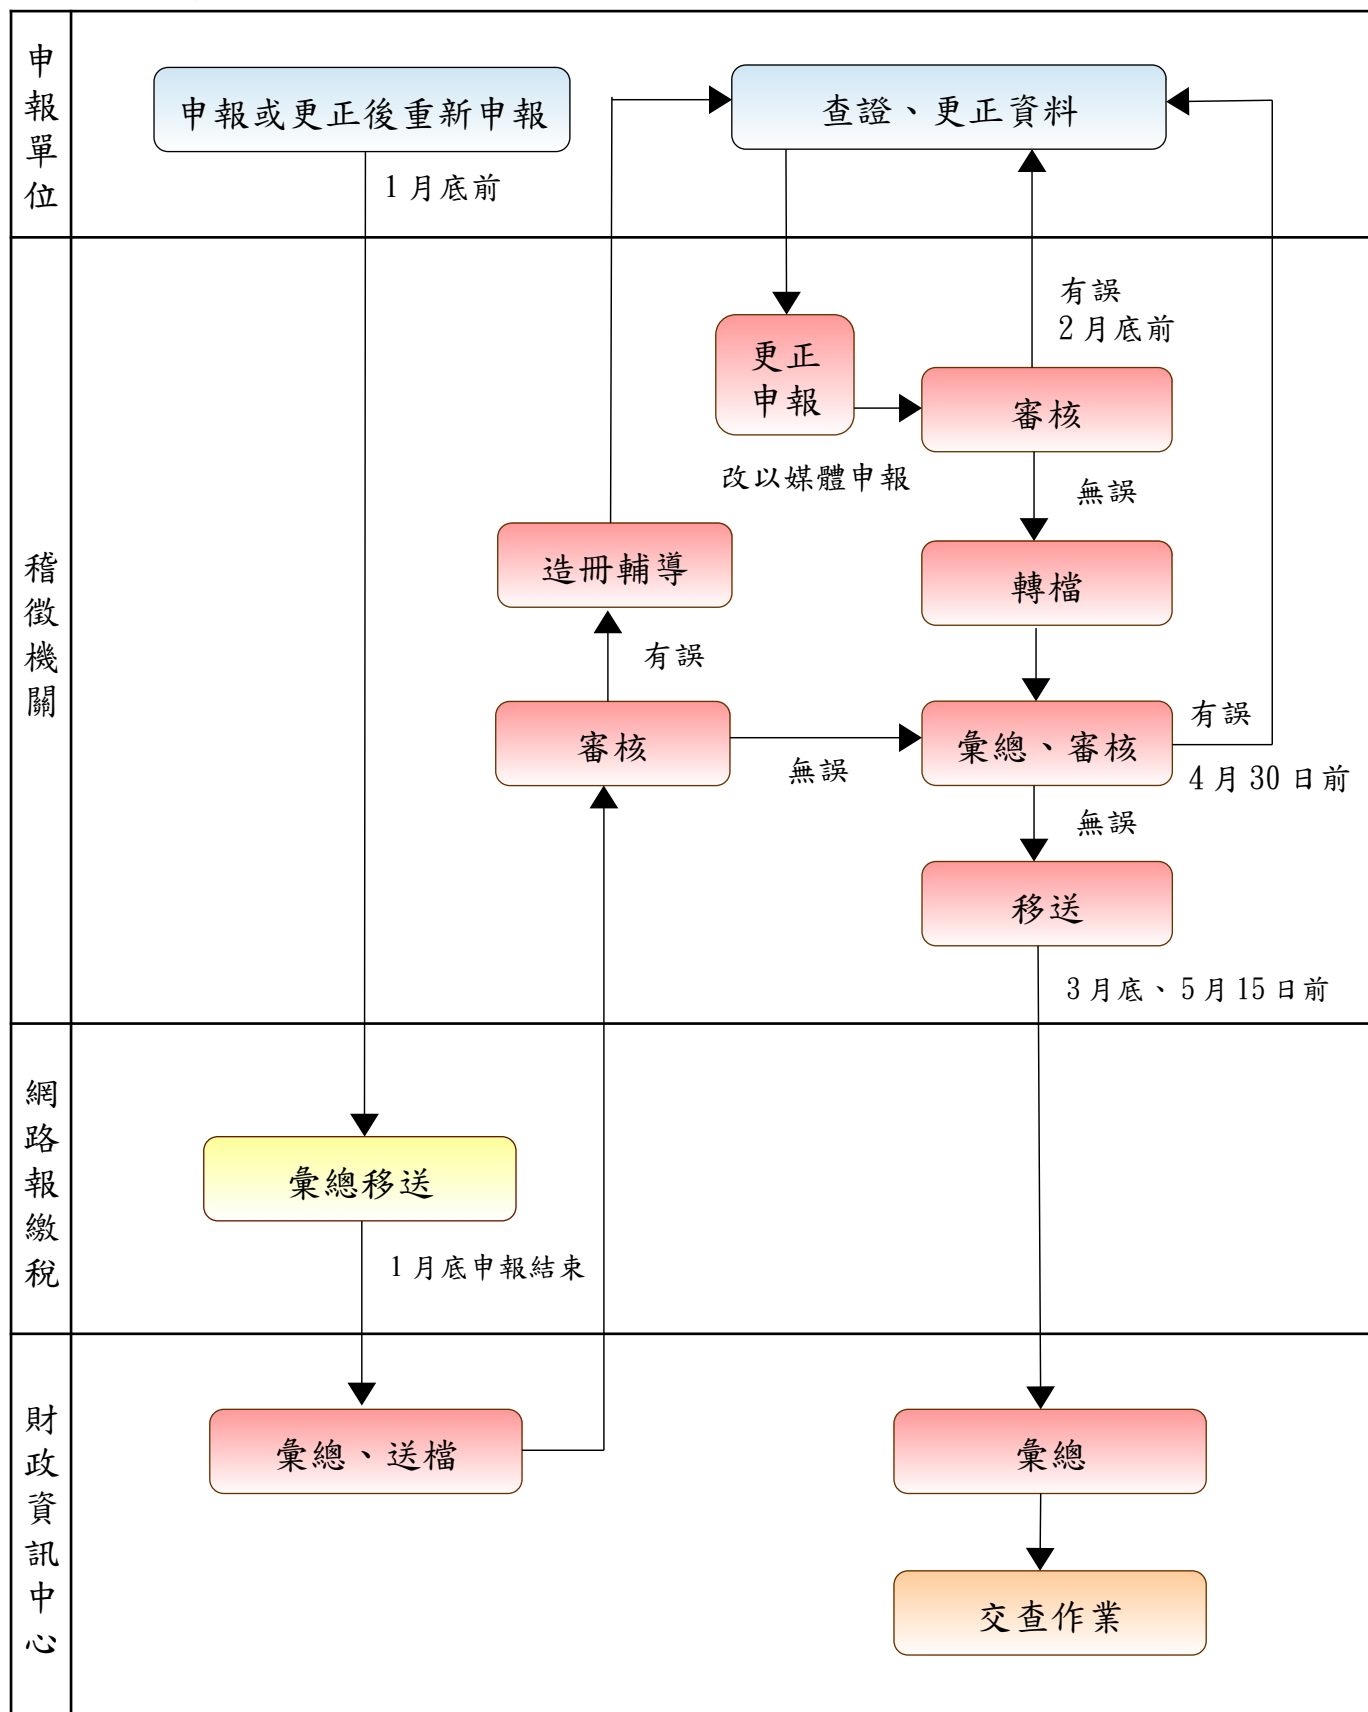 申報單位
申報或更正後重新申報
查證、更正資料
1月底前
稽徵機關
有誤
2月底前
更正
申報
審核
改以媒體申報
無誤
造冊輔導
轉檔
有誤
審核
無誤
彙總、審核
有誤
4月30日前
無誤
移送
3月底、5月15日前
網路報繳稅
彙總移送
1月底申報結束
財政資訊中心
彙總、送檔
彙總
交查作業